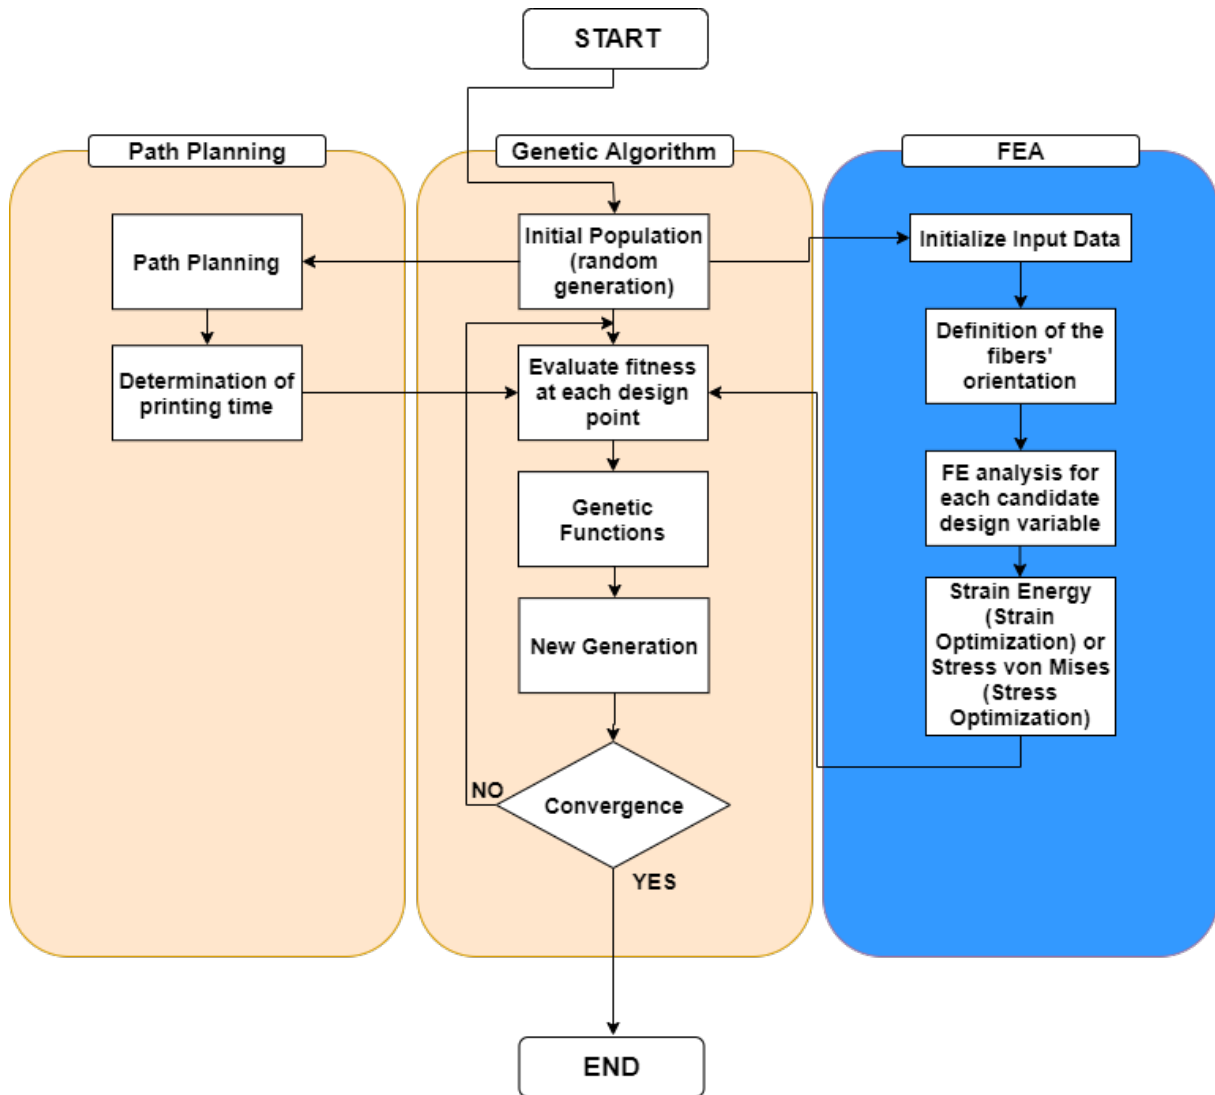 START
Path Planning
Genetic Algorithm
FEA
Path Planning
Determination of
printing time
Initial Population
(random
generation)
Evaluate fitness
at each design
point
Genetic
Functions
New Generation
Convergence
NO
YES
Initialize Input Data
Definition of the
fibers'
orientation
FE analysis for
each candidate
design variable
Strain Energy
(Strain
Optimization) or
Stress von Mises
(Stress
Optimization)
END